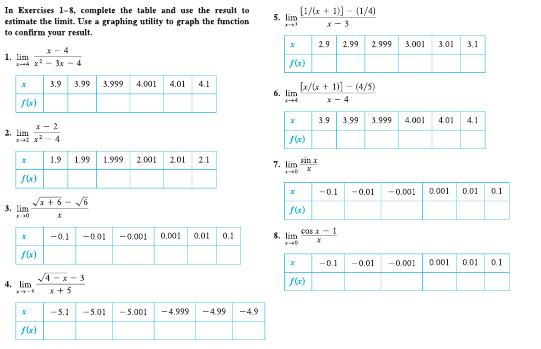 In Exercises 1–8, complete the table and use the result to
estimate the limit. Use a graphing utility to graph the function
to confirm your result.
1. lim x→4 (x − 4)/(x² − 3x − 4)
x 3.9 3.99 3.999 4.001 4.01 4.1
f(x)
2. lim x→2 (x − 2)/(x² − 4)
x 1.9 1.99 1.999 2.001 2.01 2.1
f(x)
3. lim x→0 (√x + 6 − √6)/x
x −0.1 −0.01 −0.001 0.001 0.01 0.1
f(x)
4. lim x→−5 (√4 − x − 3)/(x + 5)
x −5.1 −5.01 −5.001 −4.999 −4.99 −4.9
f(x)
5. lim x→3 ([1/(x + 1)] − (1/4))/(x − 3)
x 2.9 2.99 2.999 3.001 3.01 3.1
f(x)
6. lim x→4 ([x/(x + 1)] − (4/5))/(x − 4)
x 3.9 3.99 3.999 4.001 4.01 4.1
f(x)
7. lim x→0 sin x/x
x −0.1 −0.01 −0.001 0.001 0.01 0.1
f(x)
8. lim x→0 (cos x − 1)/x
x −0.1 −0.01 −0.001 0.001 0.01 0.1
f(x)